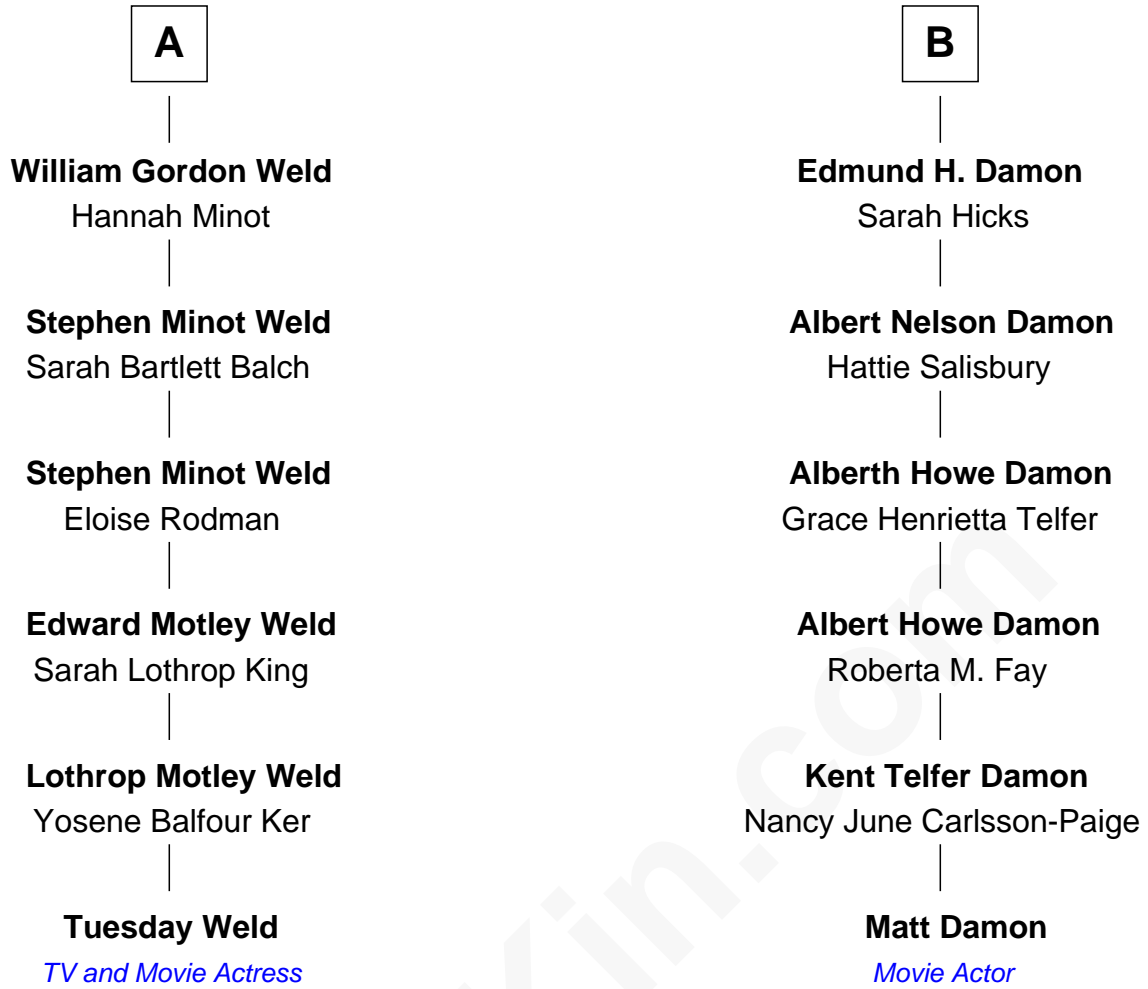 A
William Gordon Weld
Hannah Minot
Stephen Minot Weld
Sarah Bartlett Balch
Stephen Minot Weld
Eloise Rodman
Edward Motley Weld
Sarah Lothrop King
Lothrop Motley Weld
Yosene Balfour Ker
Tuesday Weld
TV and Movie Actress
B
Edmund H. Damon
Sarah Hicks
Albert Nelson Damon
Hattie Salisbury
Alberth Howe Damon
Grace Henrietta Telfer
Albert Howe Damon
Roberta M. Fay
Kent Telfer Damon
Nancy June Carlsson-Paige
Matt Damon
Movie Actor
Kin.com